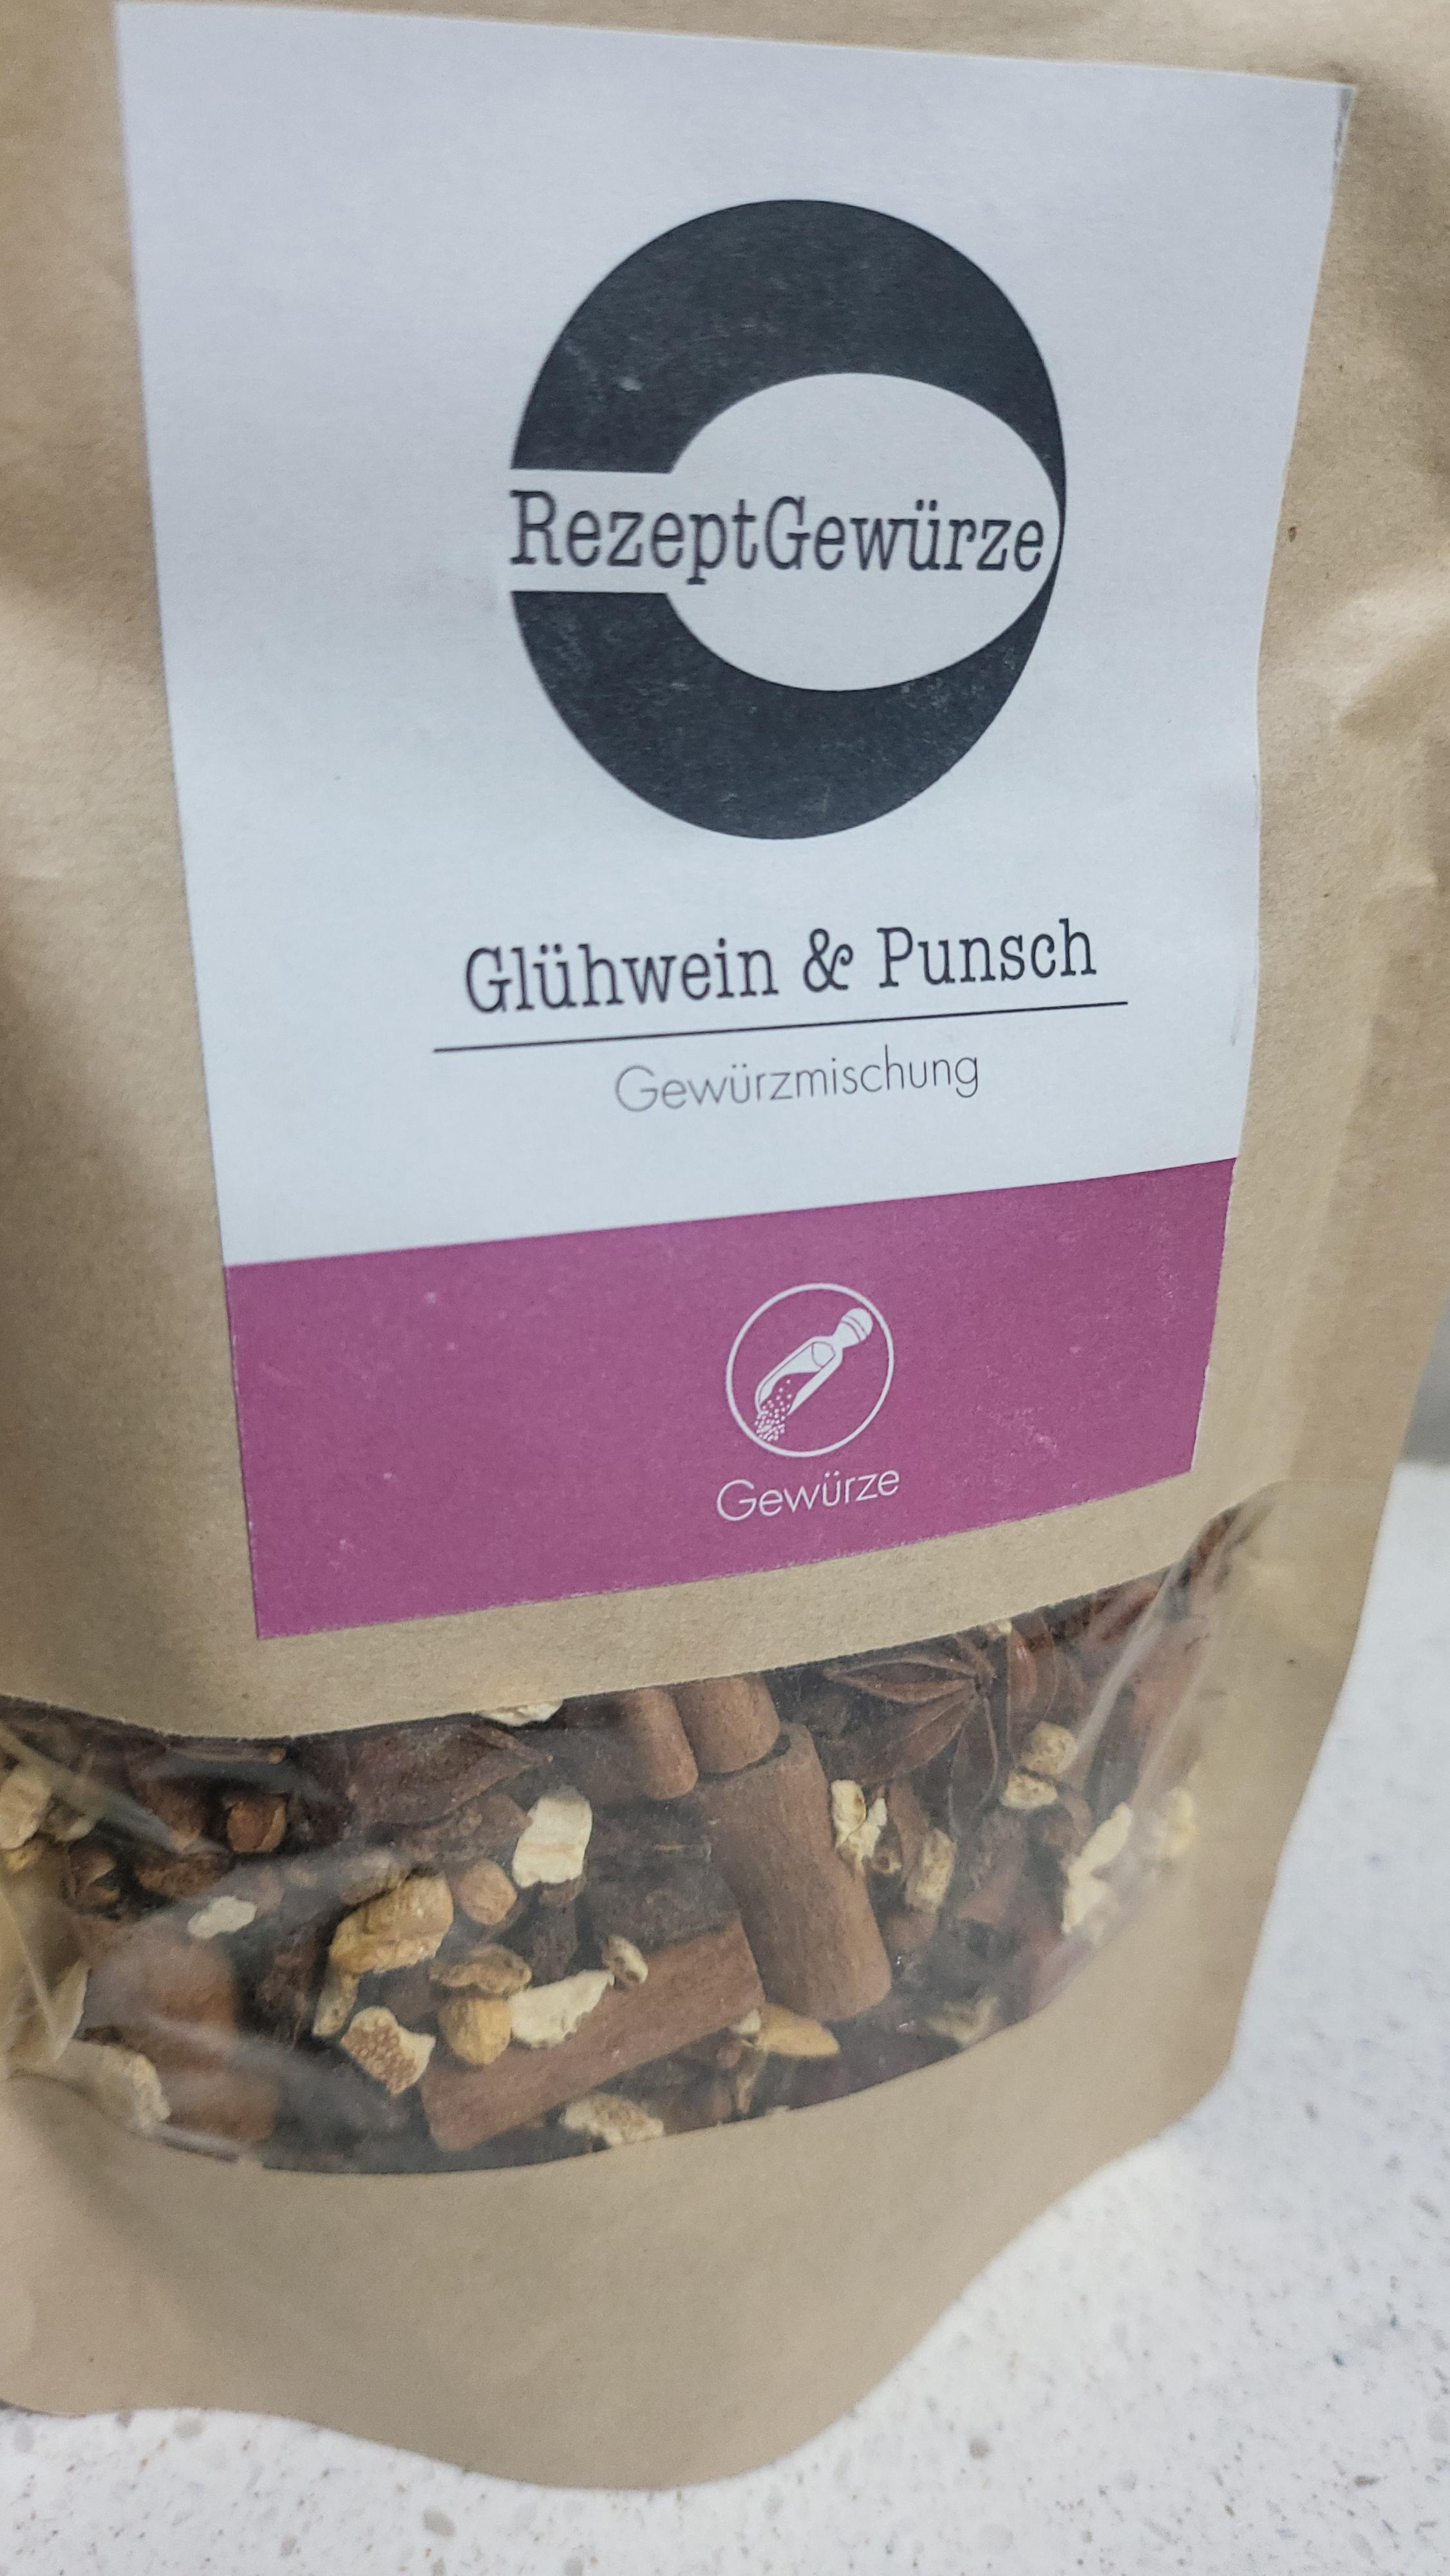 RezeptGewürze
Glühwein & Punsch
Gewürzmischung
Gewürze